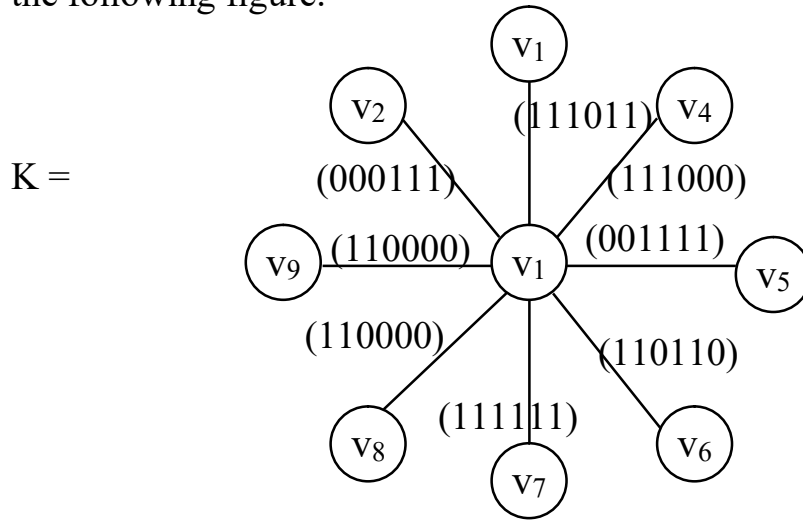 the following figure.
v1
v2
v4
(111011)
K =
(000111)
(111000)
(001111)
v9
(110000)
v1
v5
(110000)
(110110)
(111111)
v8
v6
v7